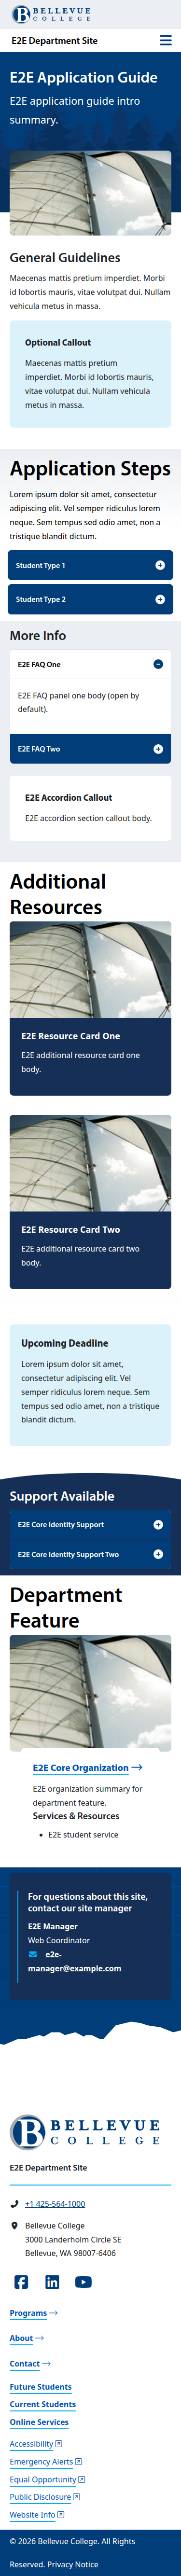 BELLEVUE
COLLEGE
E2E Department Site
E2E Application Guide
E2E application guide intro
summary.
General Guidelines
Maecenas mattis pretium imperdiet. Morbi
id lobortis mauris, vitae volutpat dui. Nullam
vehicula metus in massa.
Optional Callout
Maecenas mattis pretium
imperdiet. Morbi id lobortis mauris,
vitae volutpat dui. Nullam vehicula
metus in massa.
Application Steps
Lorem ipsum dolor sit amet, consectetur
adipiscing elit. Vel semper ridiculus lorem
neque. Sem tempus sed odio amet, non a
tristique blandit dictum.
Student Type 1
Student Type 2
More Info
E2E FAQ One
E2E FAQ panel one body (open by
default).
E2E FAQ Two
E2E Accordion Callout
E2E accordion section callout body.
Additional
Resources
E2E Resource Card One
E2E additional resource card one
body.
E2E Resource Card Two
E2E additional resource card two
body.
Upcoming Deadline
Lorem ipsum dolor sit amet,
consectetur adipiscing elit. Vel
semper ridiculus lorem neque. Sem
tempus sed odio amet, non a tristique
blandit dictum.
Support Available
E2E Core Identity Support
E2E Core Identity Support Two
Department
Feature
E2E Core Organization
E2E organization summary for
department feature.
Services & Resources
E2E student service
For questions about this site,
contact our site manager
E2E Manager
Web Coordinator
e2e-
manager@example.com
BELLEVUE
COLLEGE
E2E Department Site
+1 425-564-1000
Bellevue College
3000 Landerholm Circle SE
Bellevue, WA 98007-6406
Programs
About
Contact
Future Students
Current Students
Online Services
Accessibility
Emergency Alerts
Equal Opportunity
Public Disclosure
Website Info
© 2026 Bellevue College. All Rights
Reserved. Privacy Notice